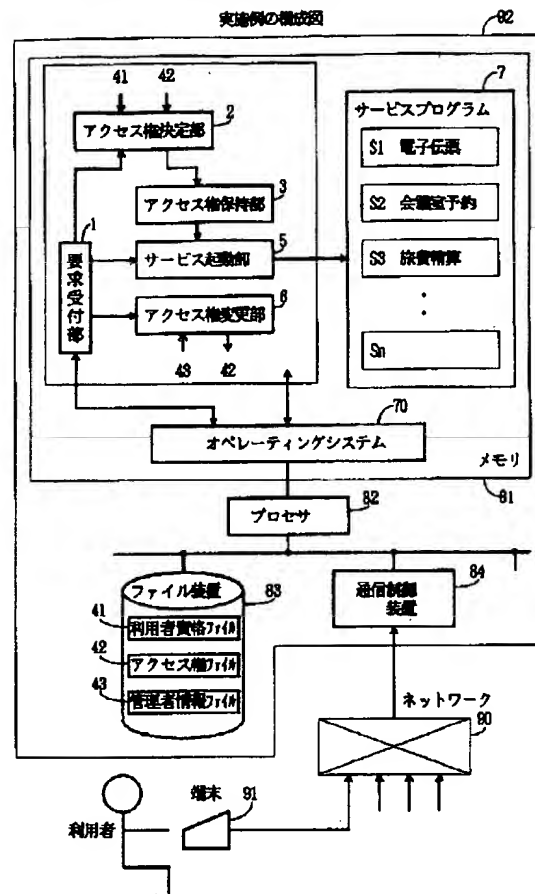 実施例の構成図
92
41
42
2
アクセス権決定部
3
アクセス権保持部
1
要求受付部
5
サービス起動部
6
アクセス権変更部
43
42
7
サービスプログラム
S1 電子伝票
S2 会議室予約
S3 旅費精算
Sn
70
オペレーティングシステム
メモリ
81
82
プロセッサ
83
ファイル装置
41
利用者資格ファイル
42
アクセス権ファイル
43
管理者情報ファイル
84
通信制御
装置
ネットワーク
90
端末
91
利用者